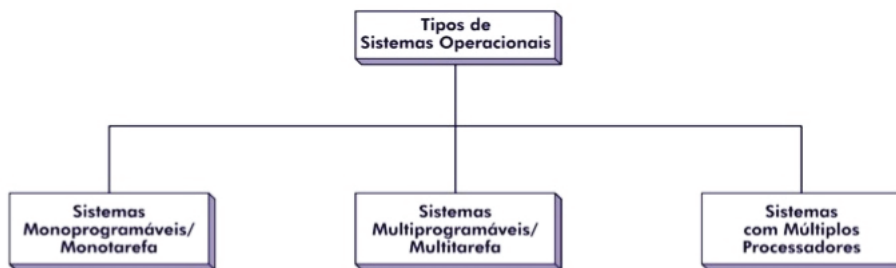 Tipos de
Sistemas Operacionais
Sistemas
Monoprogramáveis/
Monotarefa
Sistemas
Multiprogramáveis/
Multitarefa
Sistemas
com Múltiplos
Processadores